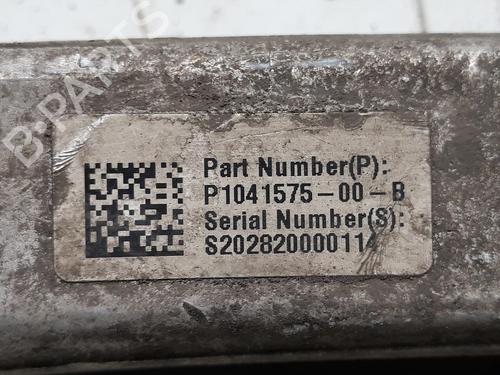 B-PARTS
Part Number(P):
P1041575-00-B
Serial Number(S):
S202820000114